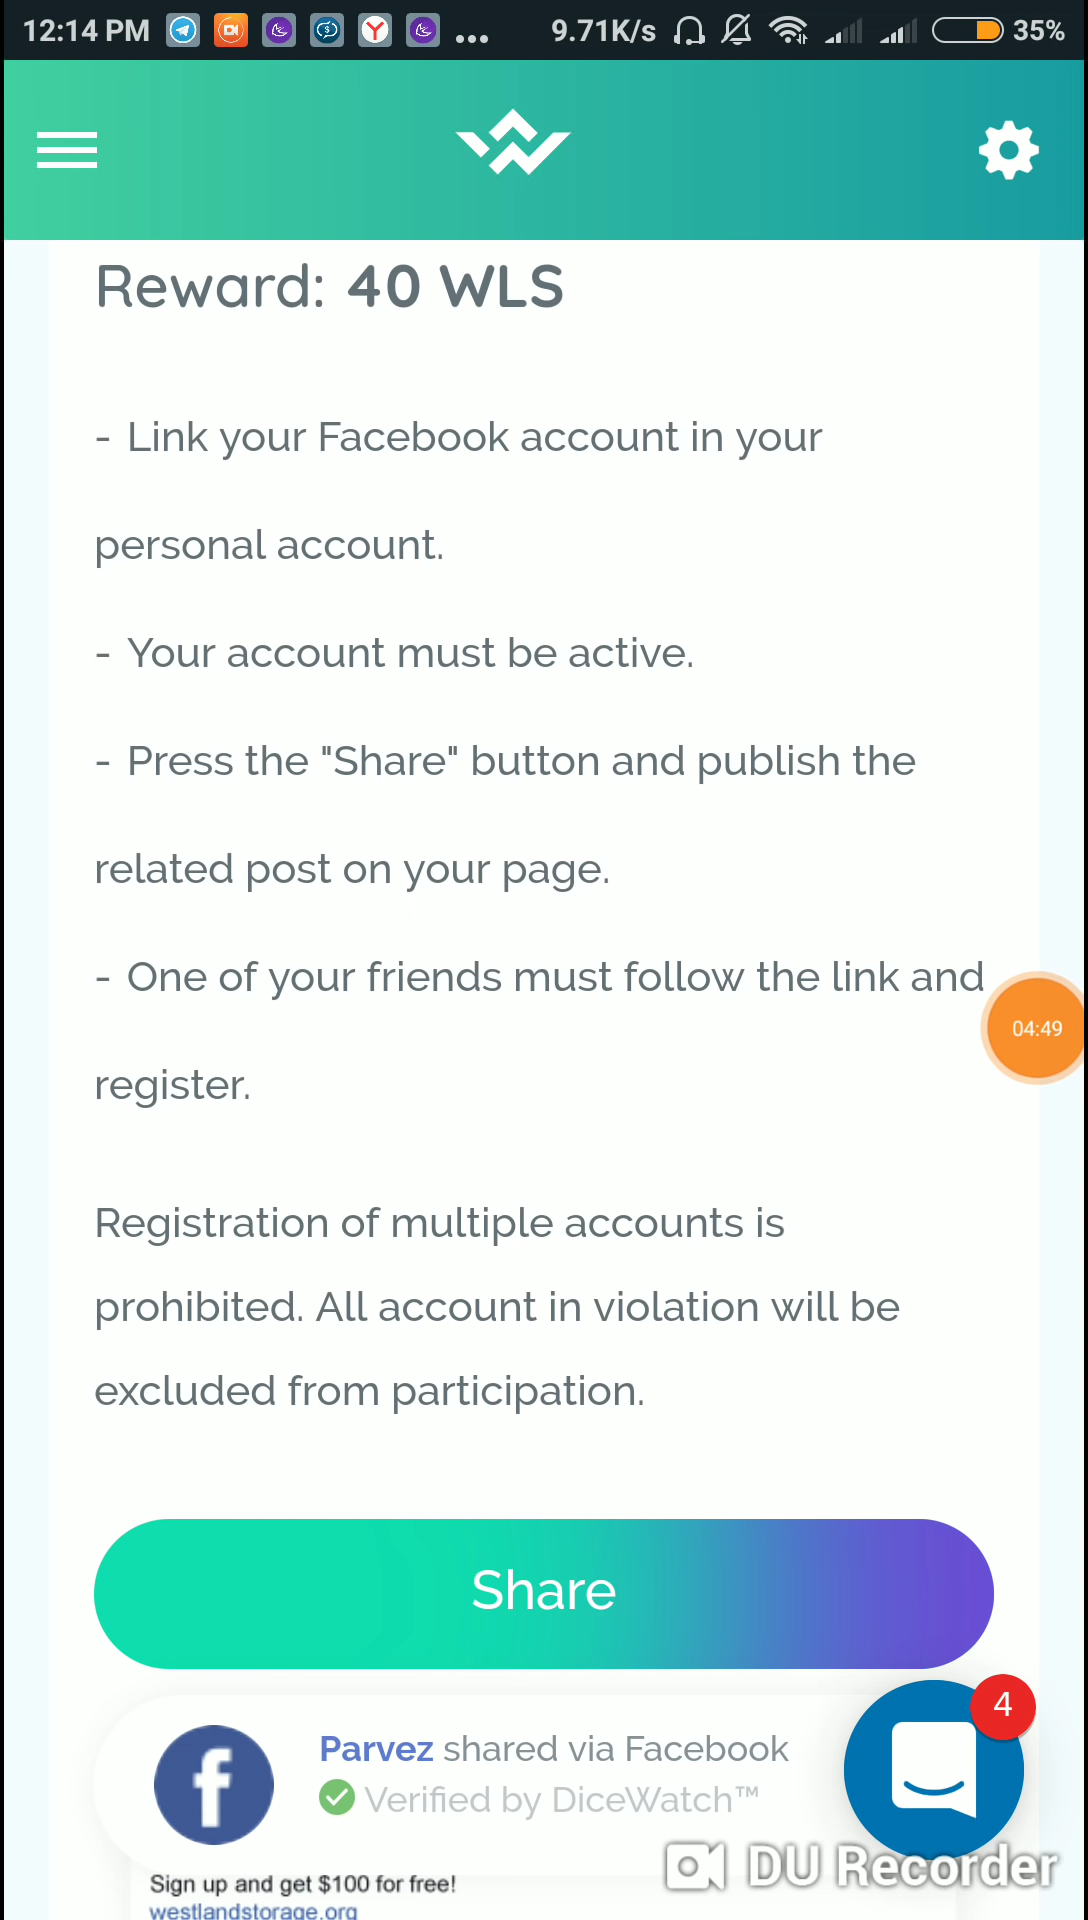 12:14 PM 9.71K/s 35%
Reward: 40 WLS
- Link your Facebook account in your
personal account.
- Your account must be active.
- Press the "Share" button and publish the
related post on your page.
- One of your friends must follow the link and
04:49
register.
Registration of multiple accounts is
prohibited. All account in violation will be
excluded from participation.
Share
4
Parvez shared via Facebook
Verified by DiceWatch™
DU Recorder
Sign up and get $100 for free!
westlandstorage.org